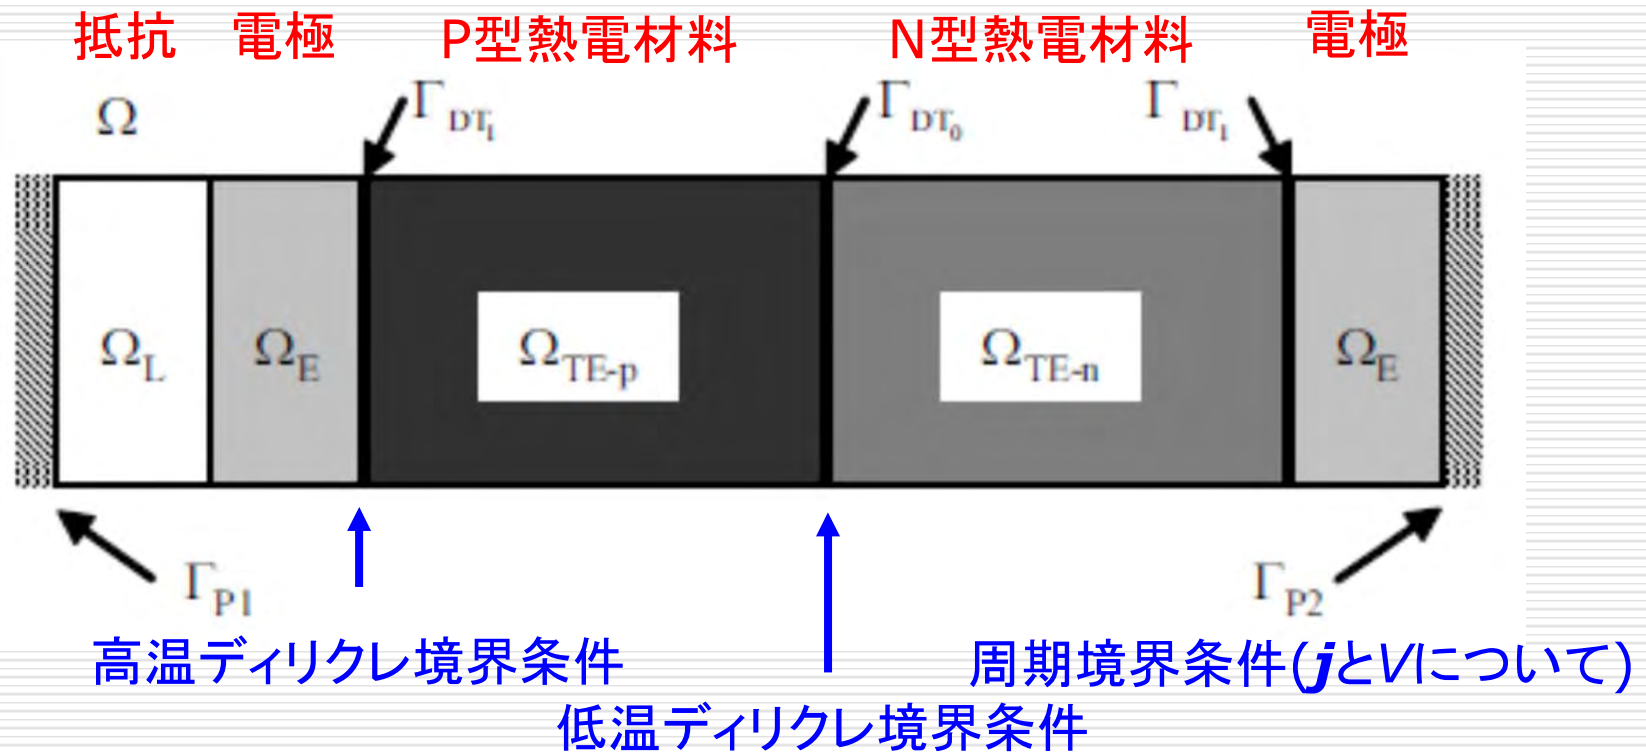 抵抗 電極 P型熱電材料 N型熱電材料 電極
Ω Γ_DT₁ Γ_DT₀ Γ_DT₁
Ω_L Ω_E Ω_TE-p Ω_TE-n Ω_E
Γ_P1 Γ_P2
高温ディリクレ境界条件 周期境界条件(jとVについて)
低温ディリクレ境界条件